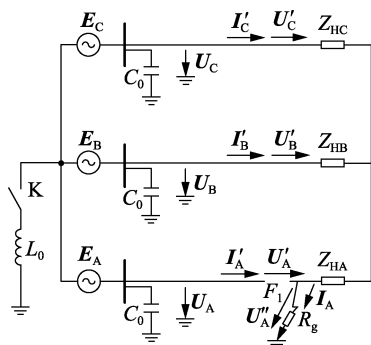 E_C I'_C U'_C Z_HC
C_0 U_C
E_B I'_B U'_B Z_HB
K C_0 U_B
L_0
E_A I'_A U'_A Z_HA
F_1 I_A
C_0 U_A U''_A R_g